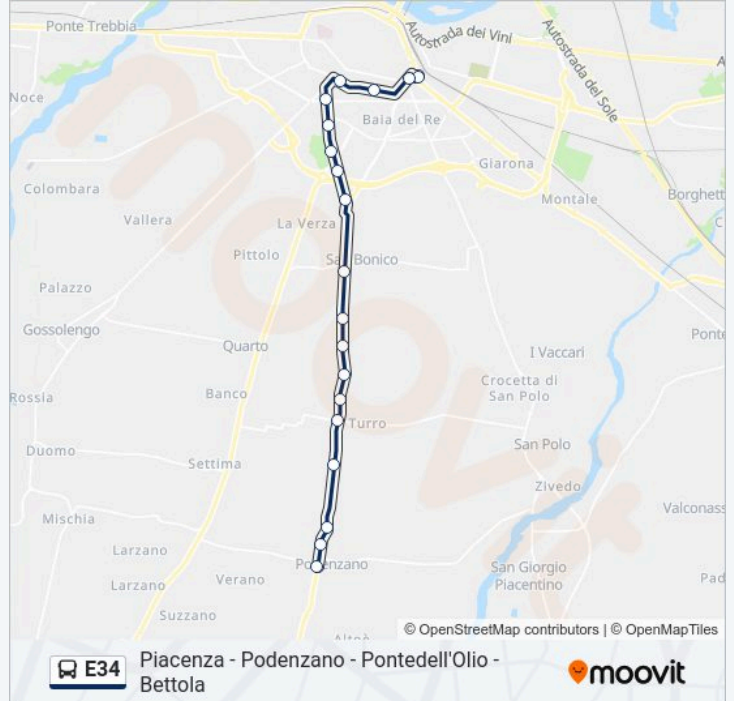 Ponte Trebbia
Autostrada dei Vini
Autostrada del Sole
A
Noce
Baia del Re
Giarona
Colombara
Montale
Borghett
Vallera
La Verza
C
Pittolo
San Bonico
Palazzo
Gossolengo
Quarto
I Vaccari
Ponte
Crocetta di
San Polo
Rossia
Banco
Turro
San Polo
Duomo
Settima
Zivedo
Valconass
Mischia
Larzano
Podenzano
San Giorgio
Piacentino
Larzano
Verano
Pad
Suzzano
Altoè
moovit
© OpenStreetMap contributors | © OpenMapTiles
E34
Piacenza - Podenzano - Pontedell'Olio -
Bettola
moovit